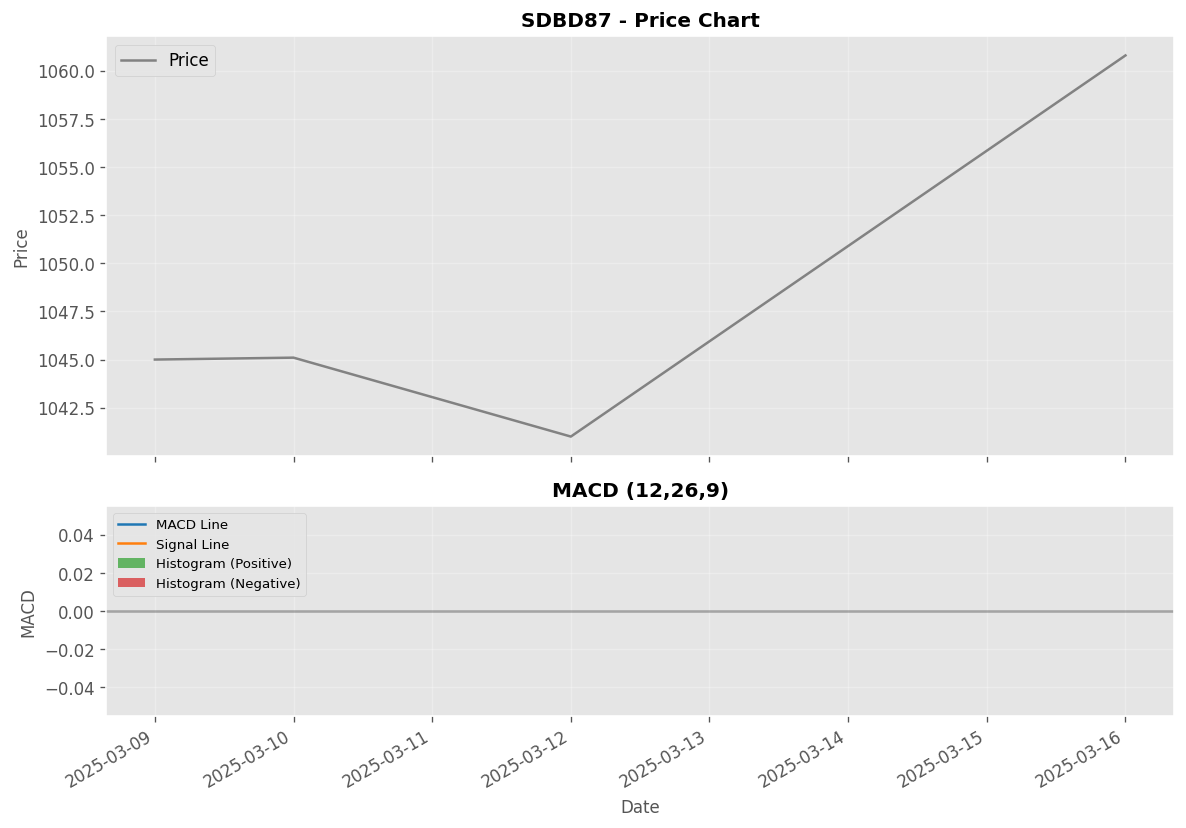 SDBD87 - Price Chart
Price
1060.0
1057.5
1055.0
1052.5
1050.0
1047.5
1045.0
1042.5
Price
MACD (12,26,9)
MACD Line
Signal Line
Histogram (Positive)
Histogram (Negative)
0.04
0.02
0.00
−0.02
−0.04
MACD
2025-03-09
2025-03-10
2025-03-11
2025-03-12
2025-03-13
2025-03-14
2025-03-15
2025-03-16
Date